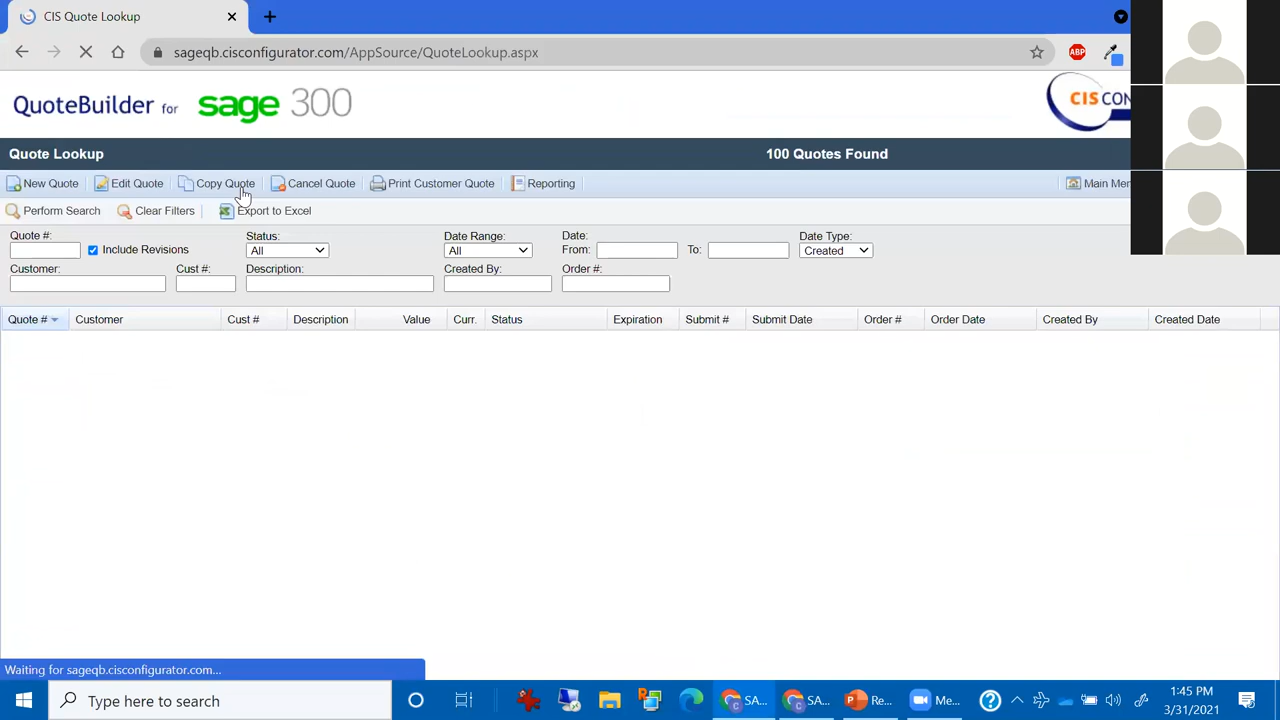 CIS Quote Lookup
sageqb.cisconfigurator.com/AppSource/QuoteLookup.aspx
ABP
QuoteBuilder for sage 300
CIS CON
Quote Lookup 100 Quotes Found
New Quote Edit Quote Copy Quote Cancel Quote Print Customer Quote Reporting Main Men
Perform Search Clear Filters Export to Excel
Quote #: Status: Date Range: Date: Date Type:
Include Revisions All All From: To: Created
Customer: Cust #: Description: Created By: Order #:
Quote # Customer Cust # Description Value Curr. Status Expiration Submit # Submit Date Order # Order Date Created By Created Date
Waiting for sageqb.cisconfigurator.com...
Type here to search SA... SA... Re... Me... 1:45 PM
3/31/2021